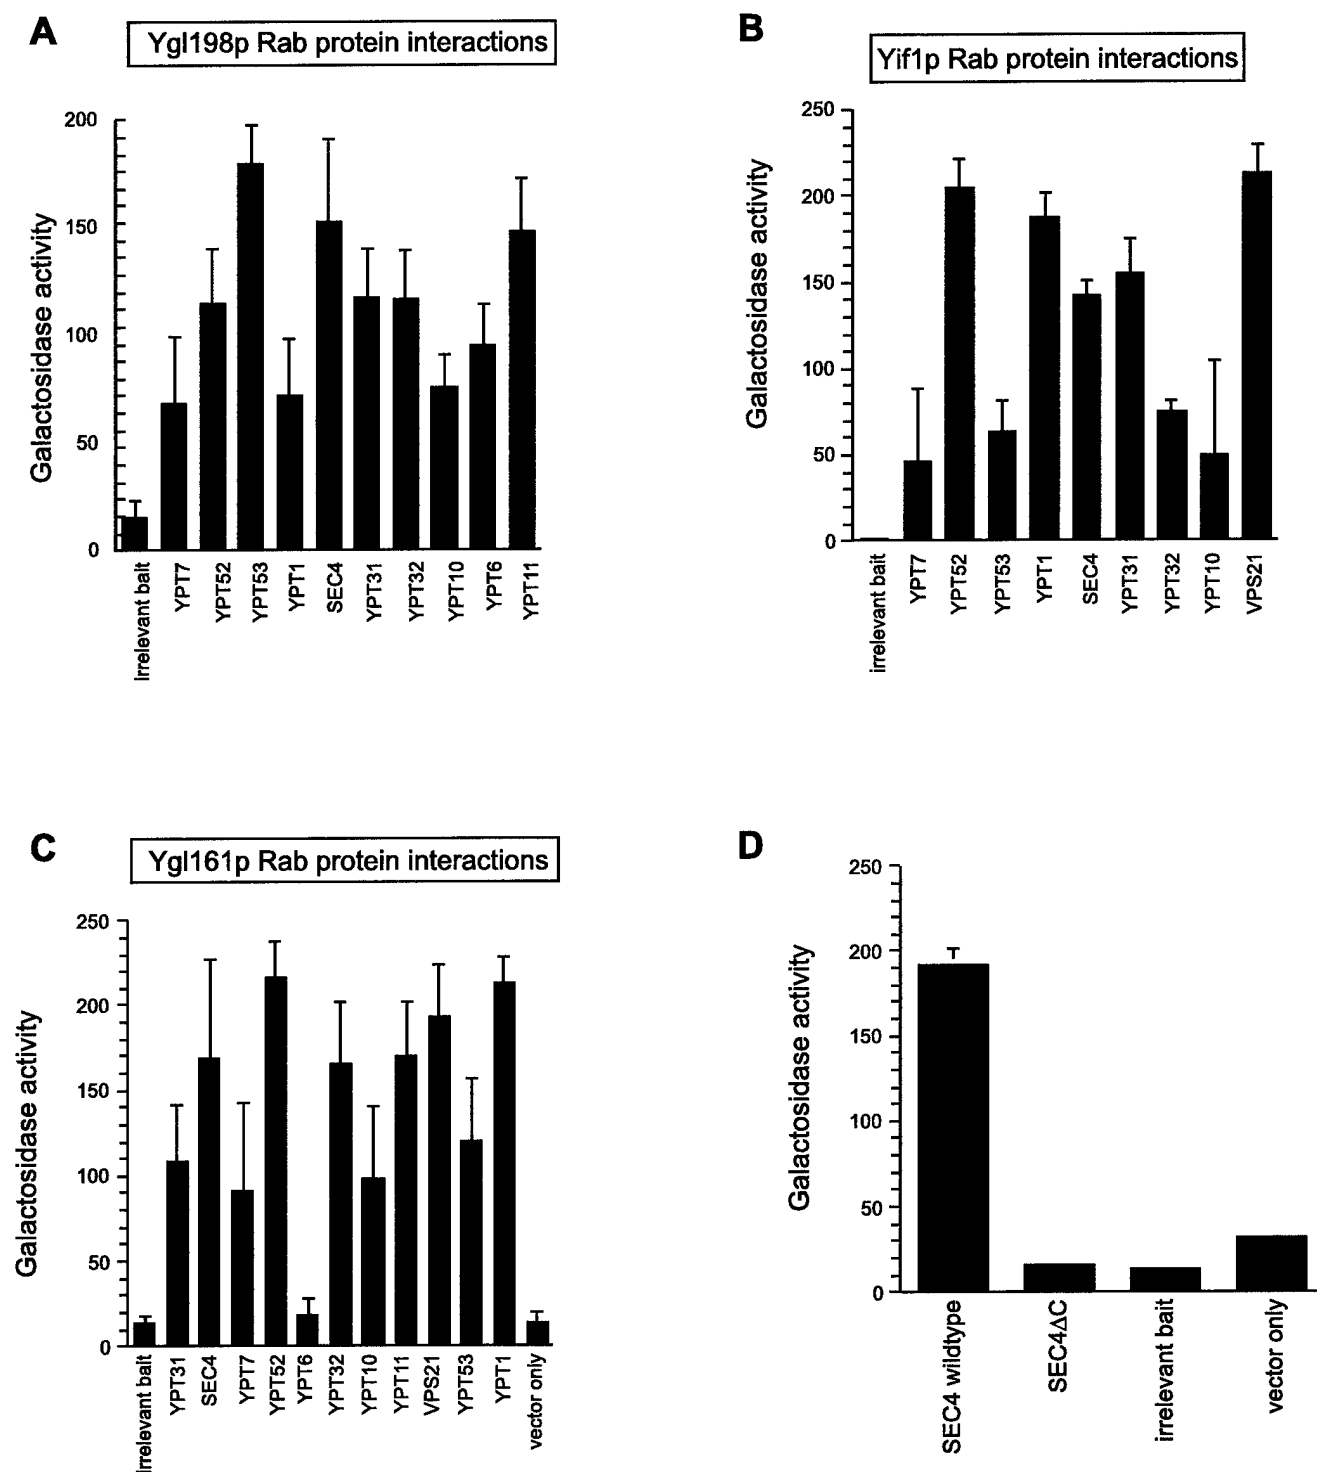 A
Ygl198p Rab protein interactions
Galactosidase activity
200
150
100
50
0
Irrelevant bait
YPT7
YPT52
YPT53
YPT1
SEC4
YPT31
YPT32
YPT10
YPT6
YPT11
B
Yif1p Rab protein interactions
Galactosidase activity
250
200
150
100
50
0
irrelevant bait
YPT7
YPT52
YPT53
YPT1
SEC4
YPT31
YPT32
YPT10
VPS21
C
Ygl161p Rab protein interactions
Galactosidase activity
250
200
150
100
50
0
Irrelevant bait
YPT31
SEC4
YPT7
YPT52
YPT6
YPT32
YPT10
YPT11
VPS21
YPT53
YPT1
vector only
D
Galactosidase activity
250
200
150
100
50
0
SEC4 wildtype
SEC4ΔC
irrelevant bait
vector only